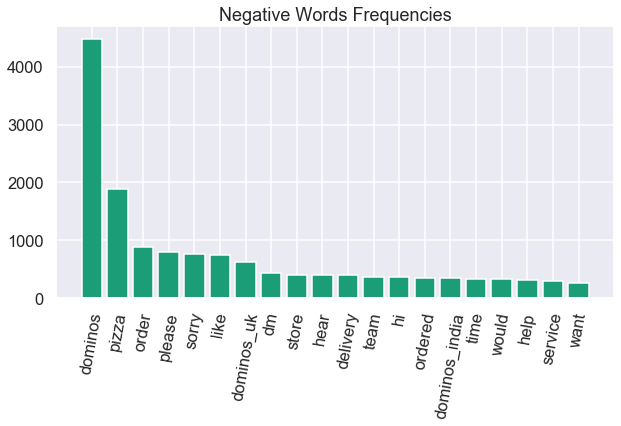 Negative Words Frequencies
4000
3000
2000
1000
0
dominos
pizza
order
please
sorry
like
dominos_uk
dm
store
hear
delivery
team
hi
ordered
dominos_india
time
would
help
service
want